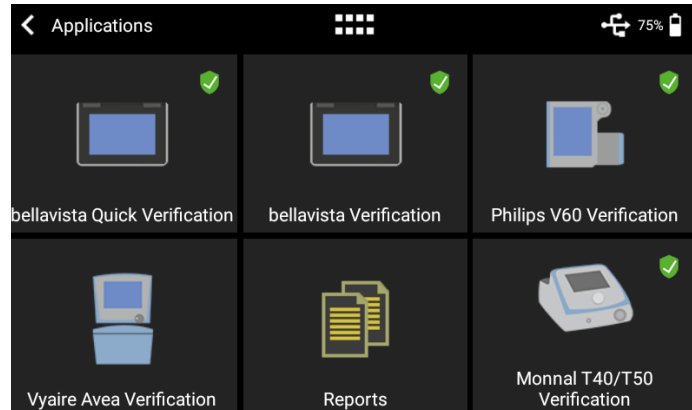 Applications
75%
bellavista Quick Verification
bellavista Verification
Philips V60 Verification
Vyaire Avea Verification
Reports
Monnal T40/T50
Verification